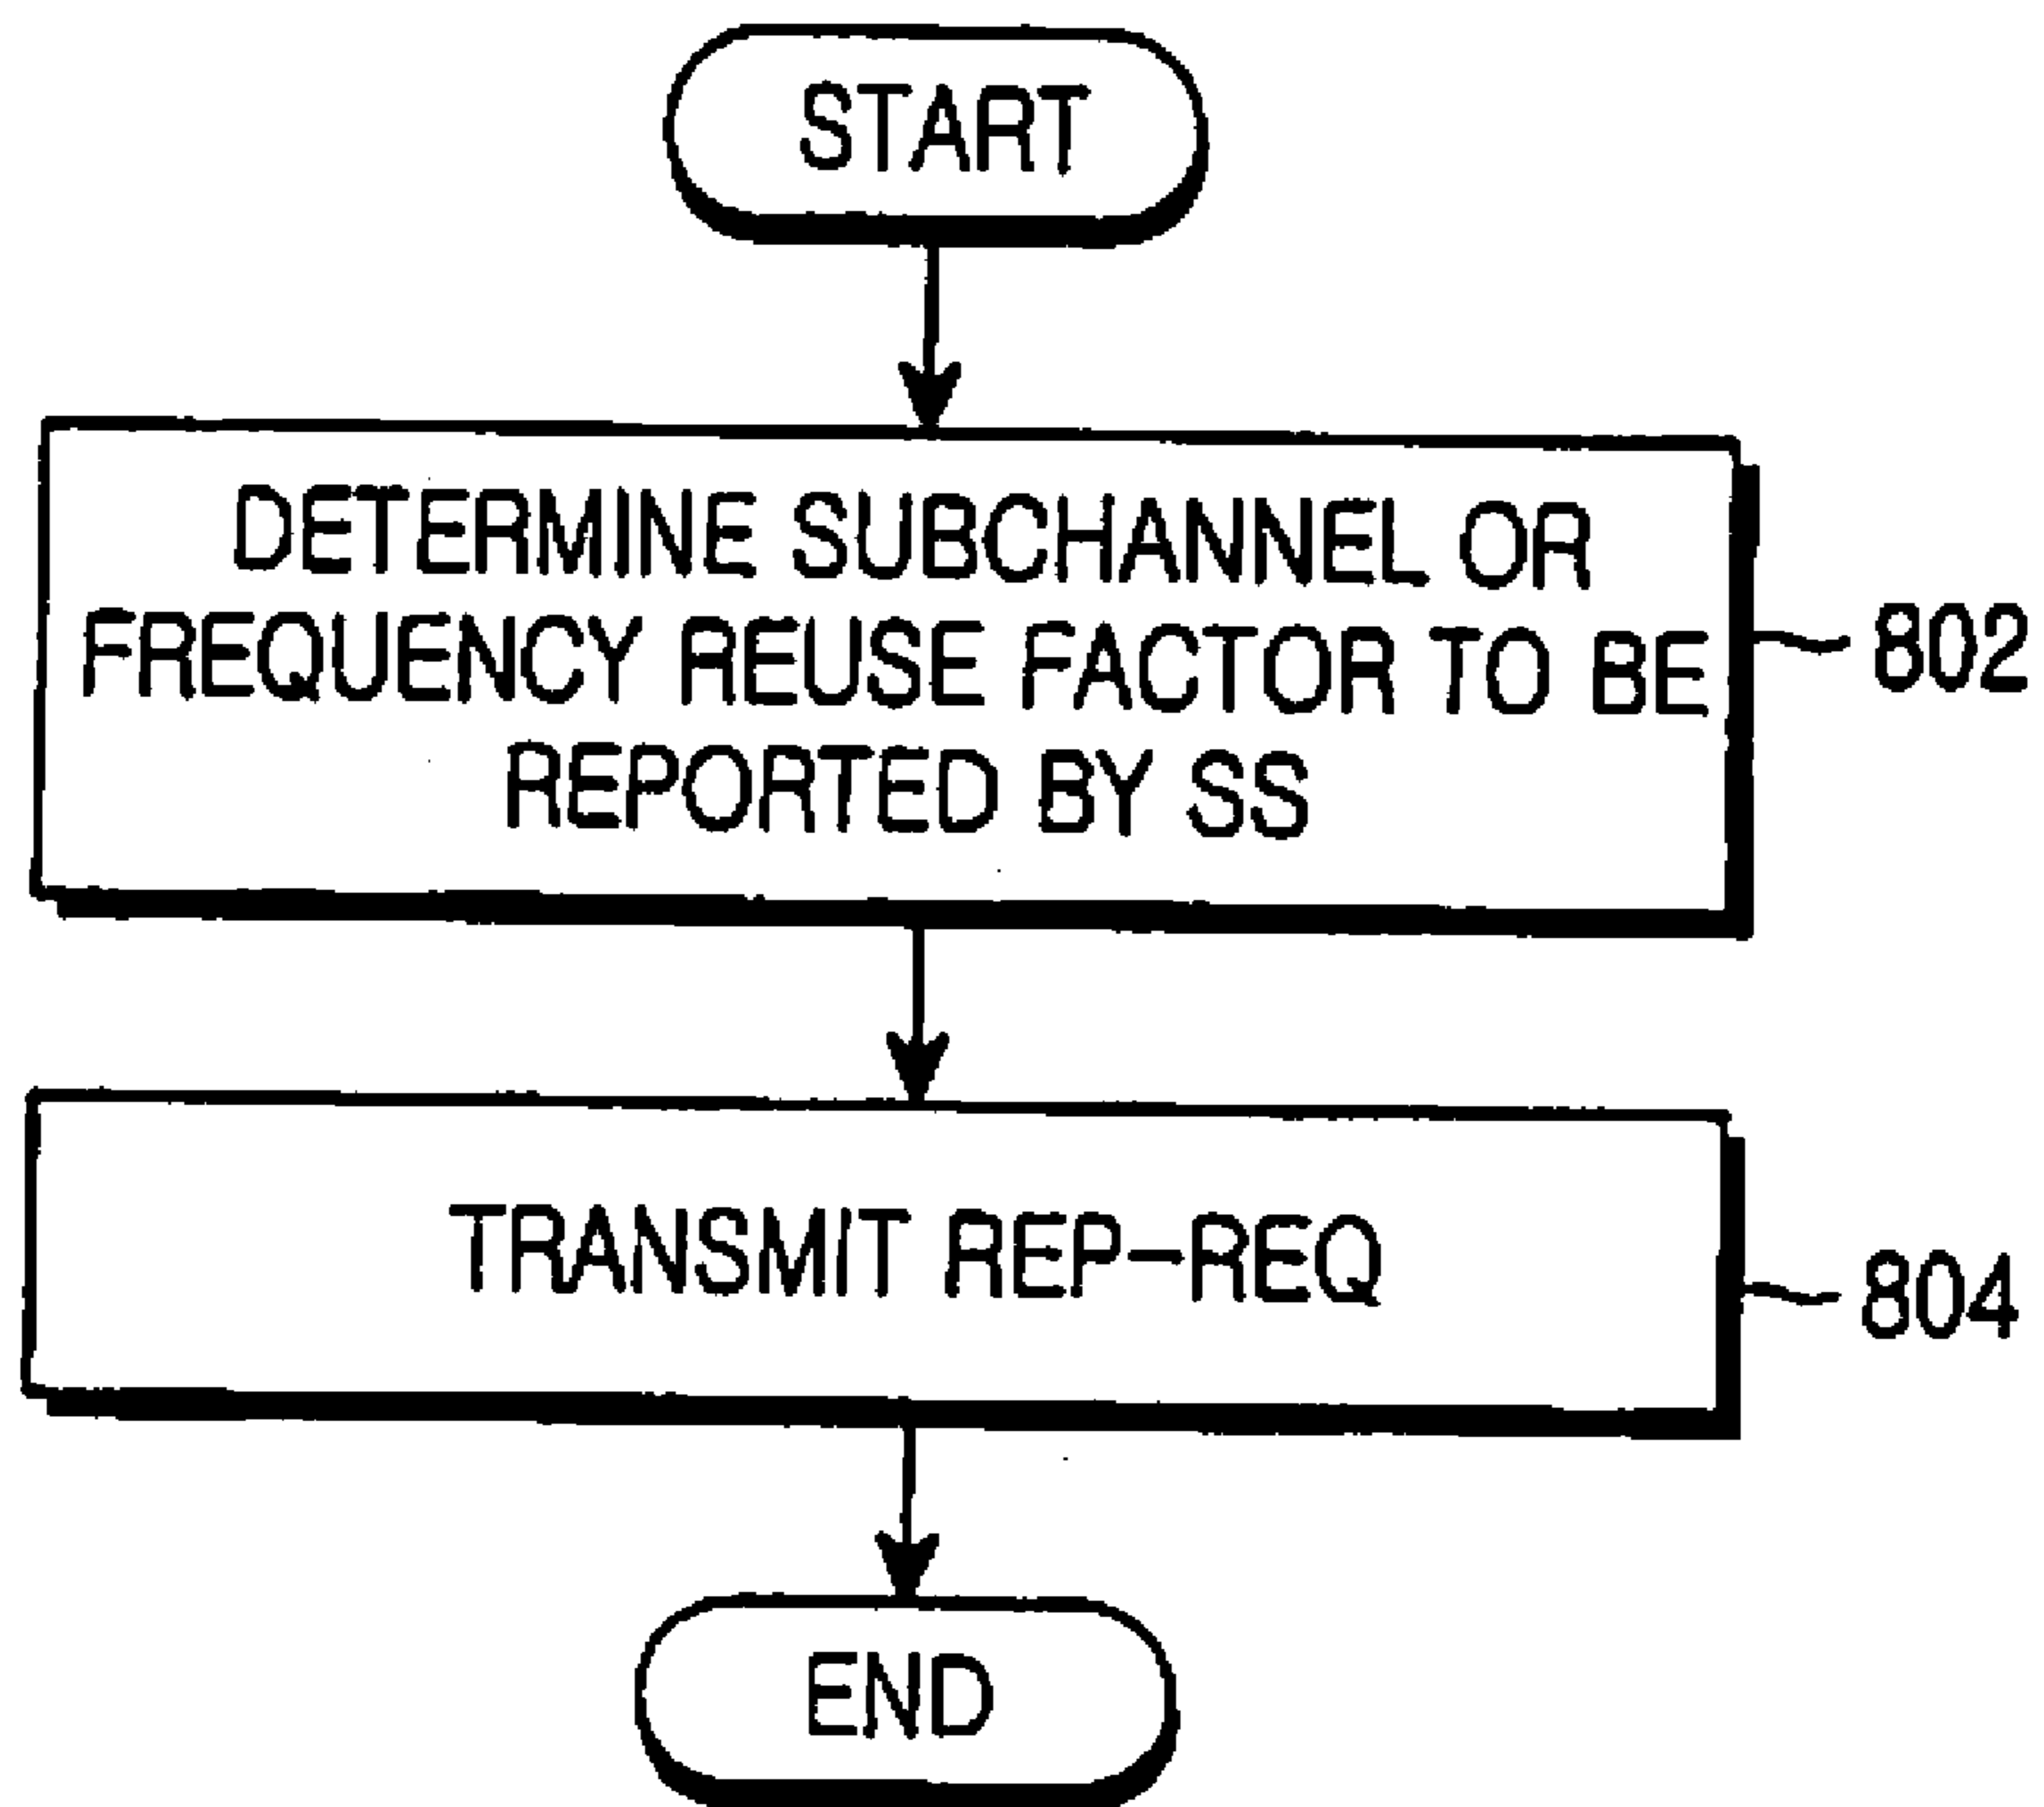 START
DETERMINE SUBCHANNEL OR
FREQUENCY REUSE FACTOR TO BE
REPORTED BY SS
802
TRANSMIT REP-REQ
804
END